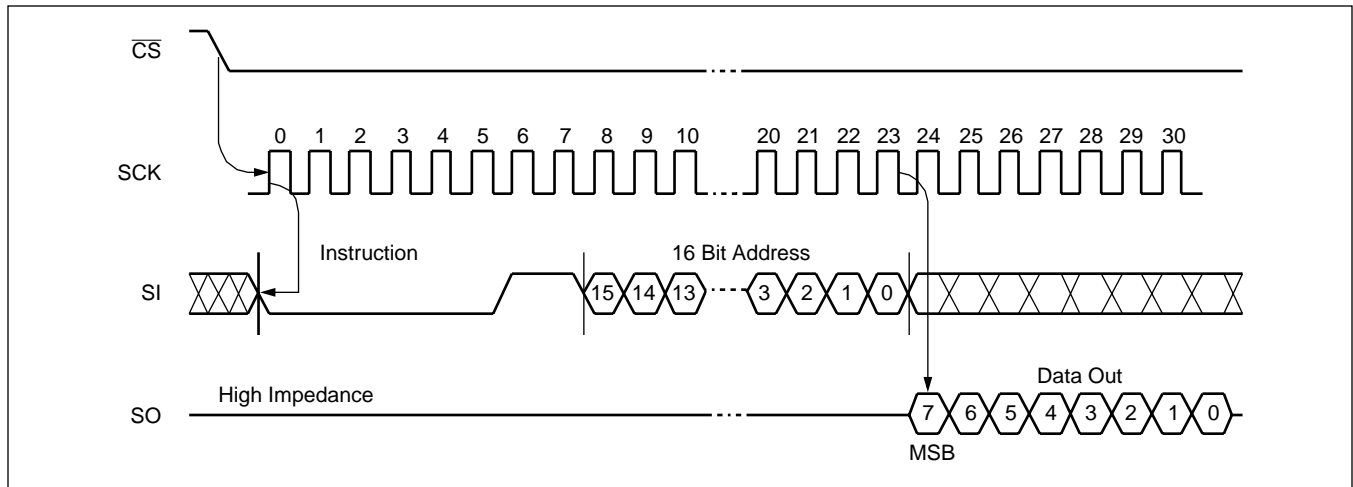 CS
0 1 2 3 4 5 6 7 8 9 10 20 21 22 23 24 25 26 27 28 29 30
SCK
Instruction
16 Bit Address
SI
15 14 13 3 2 1 0
High Impedance
Data Out
SO
7 6 5 4 3 2 1 0
MSB